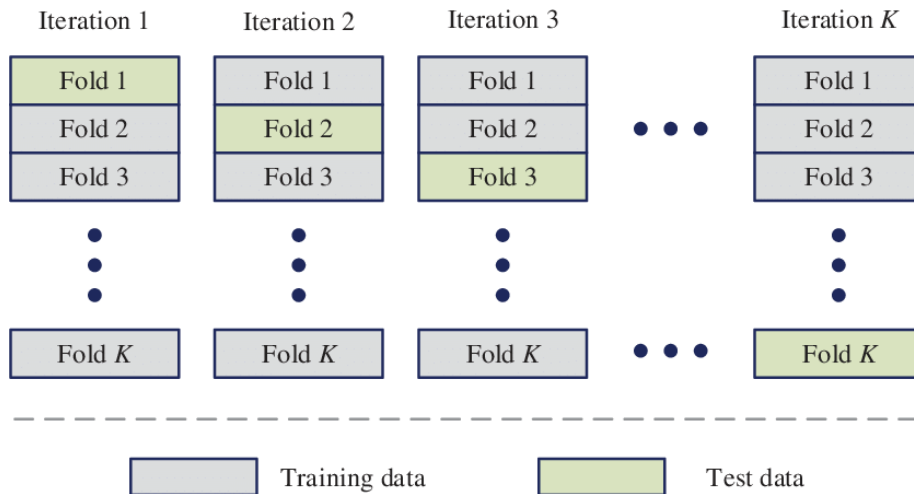 Iteration 1 Iteration 2 Iteration 3 Iteration K
Fold 1 Fold 1 Fold 1 Fold 1
Fold 2 Fold 2 Fold 2 Fold 2
Fold 3 Fold 3 Fold 3 Fold 3
Fold K Fold K Fold K Fold K
Training data Test data